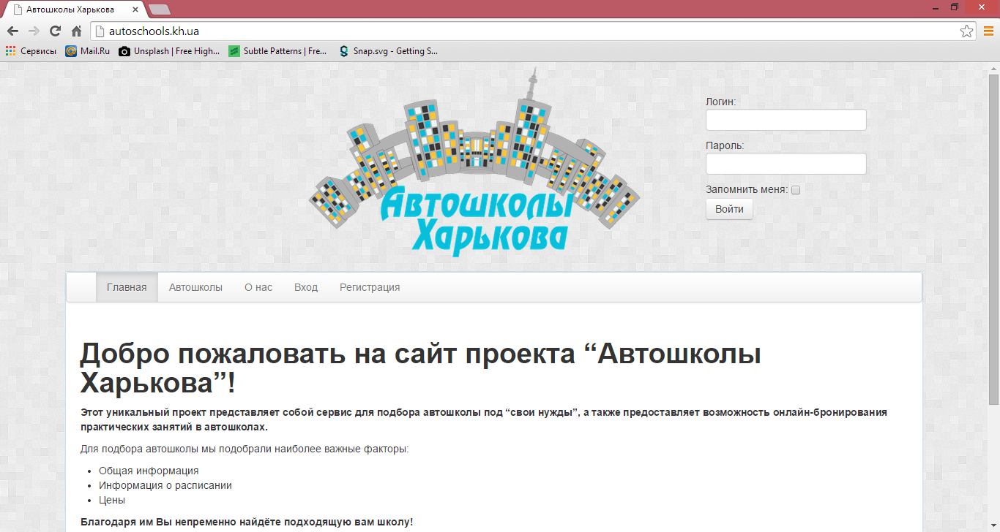 Автошколы Харькова
autoschools.kh.ua
Сервисы
Mail.Ru
Unsplash | Free High...
Subtle Patterns | Fre...
Snap.svg - Getting S...
Автошколы
Харькова
Логин:
Пароль:
Запомнить меня:
Войти
Главная
Автошколы
О нас
Вход
Регистрация
Добро пожаловать на сайт проекта “Автошколы
Харькова”!
Этот уникальный проект представляет собой сервис для подбора автошколы под “свои нужды”, а также предоставляет возможность онлайн-бронирования
практических занятий в автошколах.
Для подбора автошколы мы подобрали наиболее важные факторы:
• Общая информация
• Информация о расписании
• Цены
Благодаря им Вы непременно найдёте подходящую вам школу!